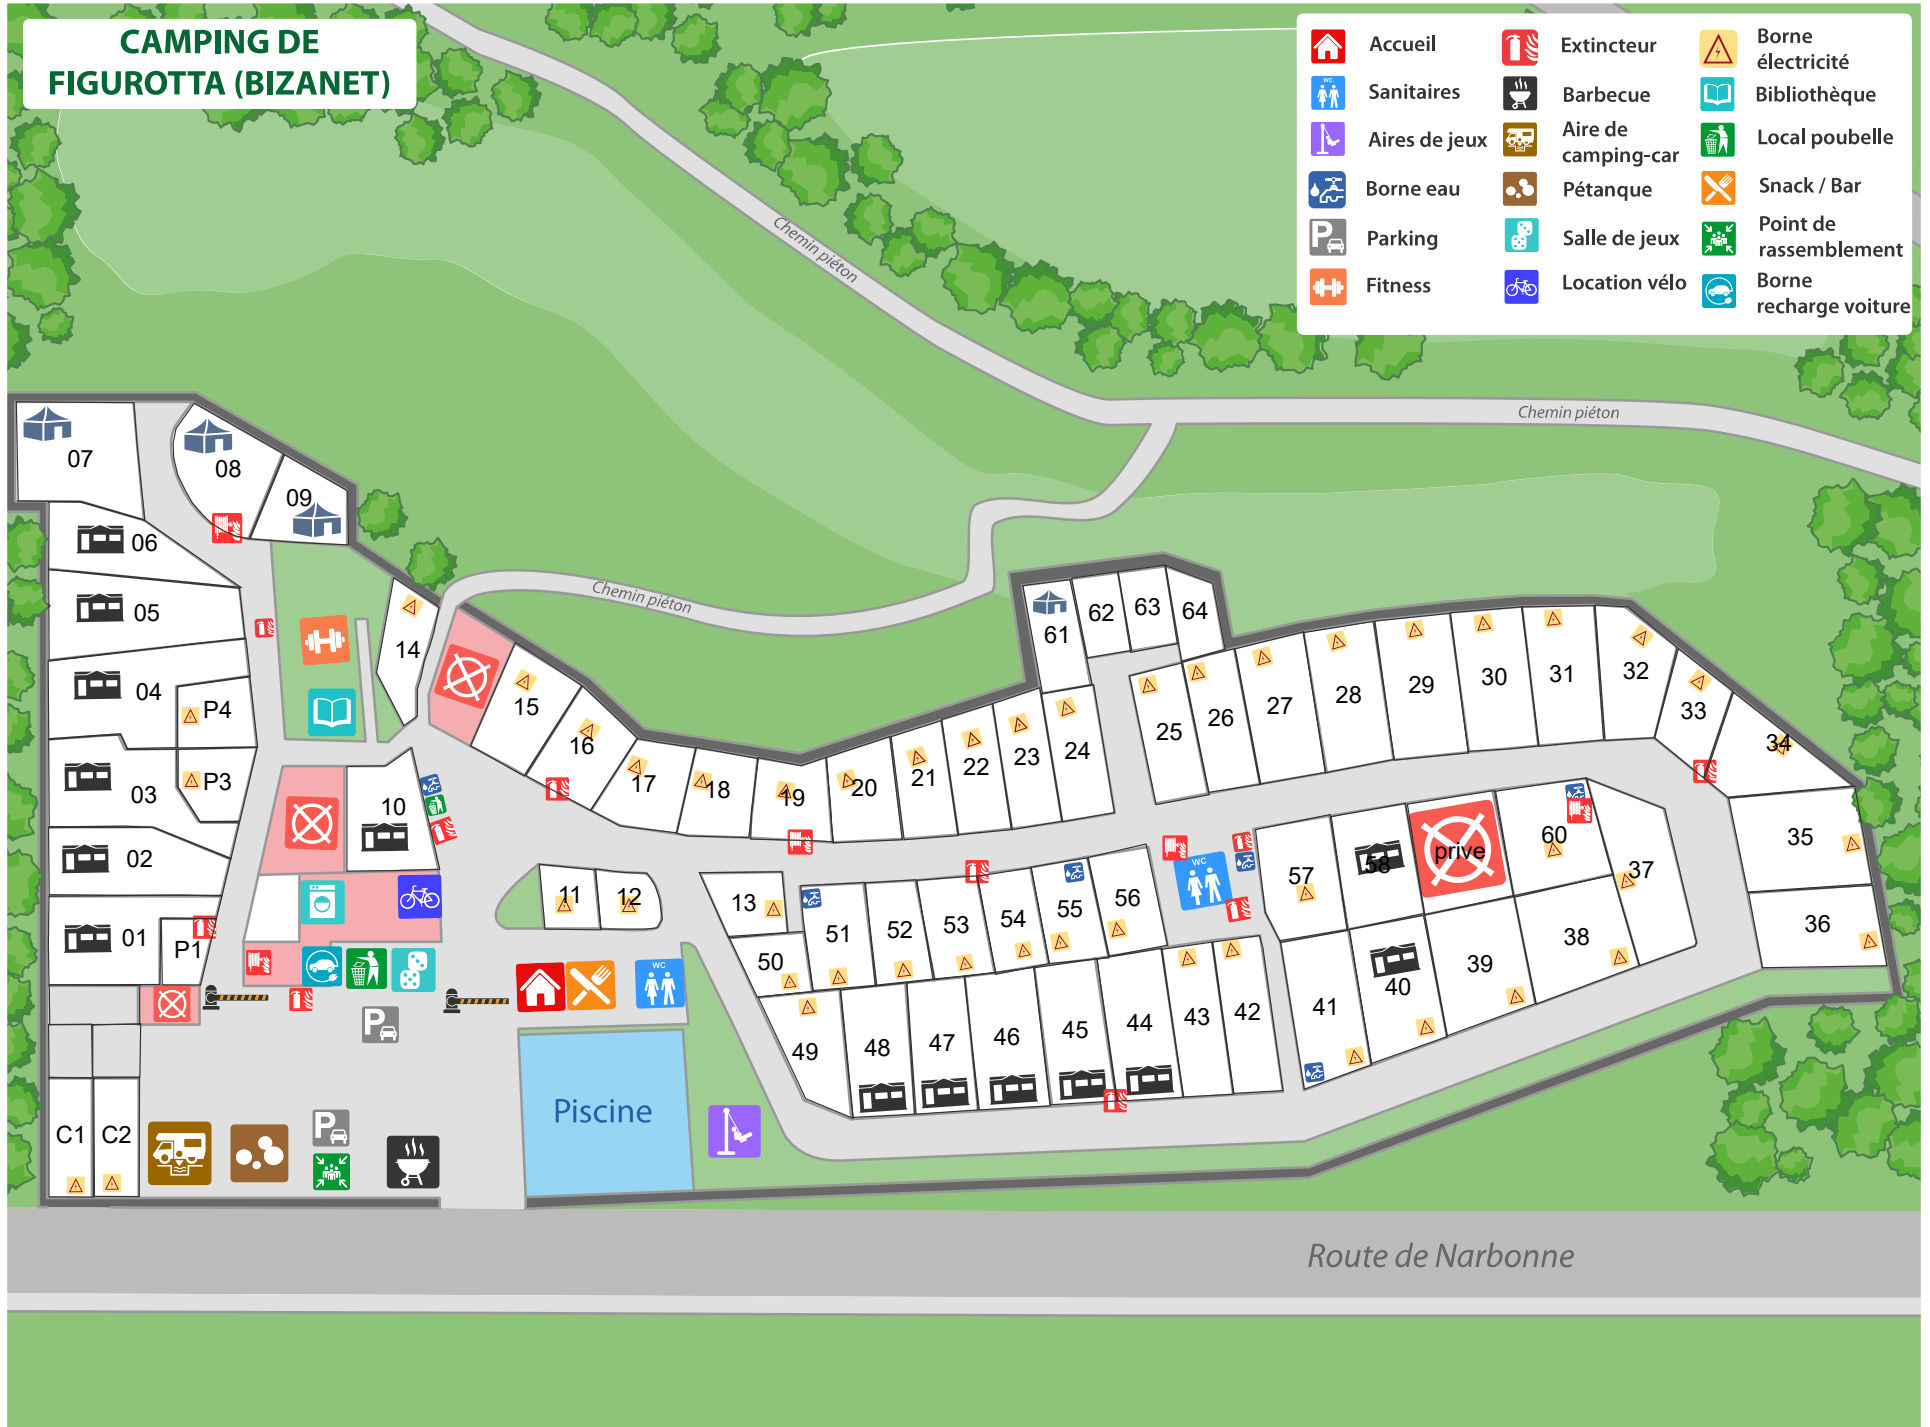 CAMPING DE
FIGUROTTA (BIZANET)
Accueil
Sanitaires
Aires de jeux
Borne eau
Parking
Fitness
Extincteur
Barbecue
Aire de
camping-car
Pétanque
Salle de jeux
Location vélo
Borne
électricité
Bibliothèque
Local poubelle
Snack / Bar
Point de
rassemblement
Borne
recharge voiture
WC
P
Chemin piéton
Chemin piéton
Chemin piéton
07
08
09
06
05
04
P4
03
P3
02
01
P1
C1
C2
10
11
12
13
14
15
16
17
18
19
20
21
22
23
24
61
62
63
64
25
26
27
28
29
30
31
32
33
34
35
36
37
38
39
40
41
42
43
44
45
46
47
48
49
50
51
52
53
54
55
56
57
58
prive
60
WC
WC
P
P
Piscine
Route de Narbonne